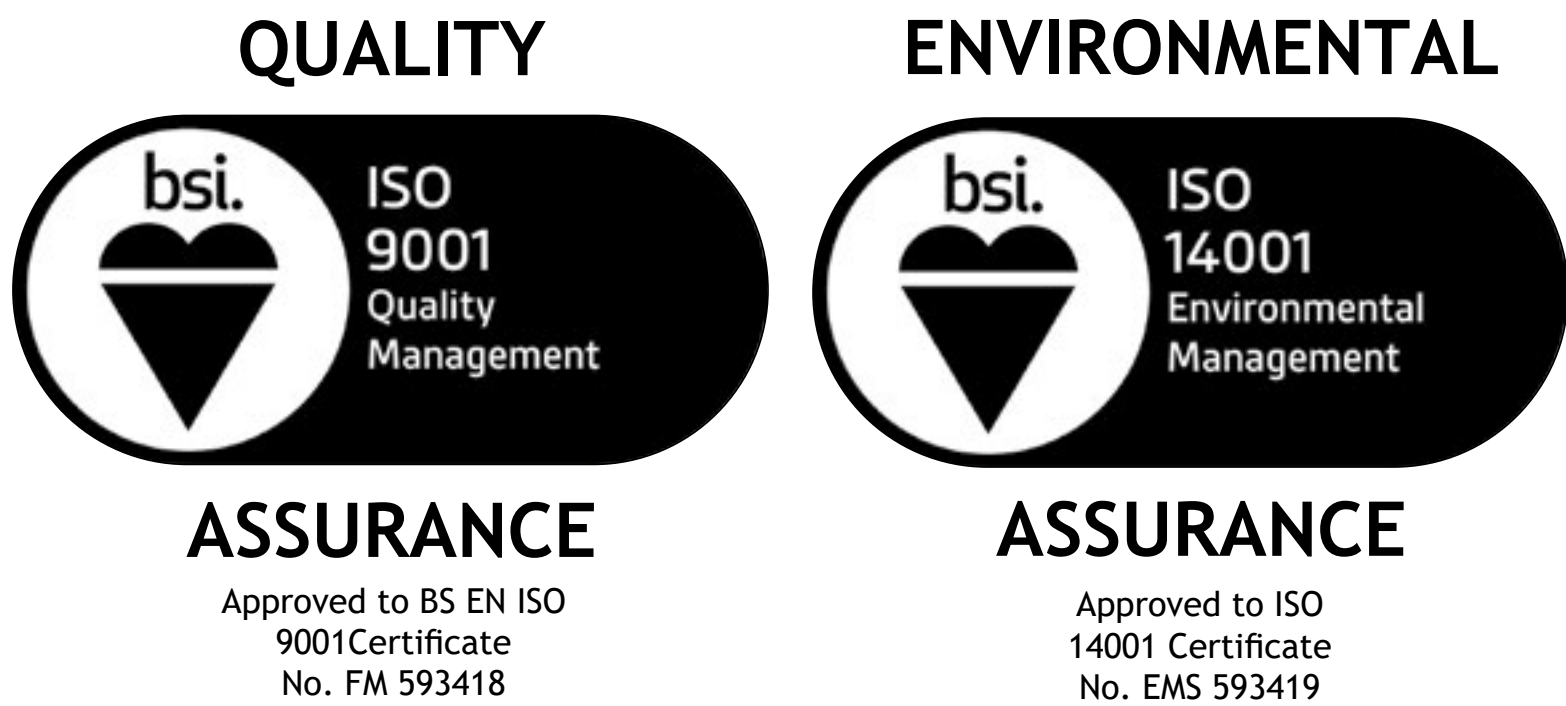 QUALITY
bsi.
ISO
9001
Quality
Management
ASSURANCE
Approved to BS EN ISO
9001Certificate
No. FM 593418
ENVIRONMENTAL
bsi.
ISO
14001
Environmental
Management
ASSURANCE
Approved to ISO
14001 Certificate
No. EMS 593419